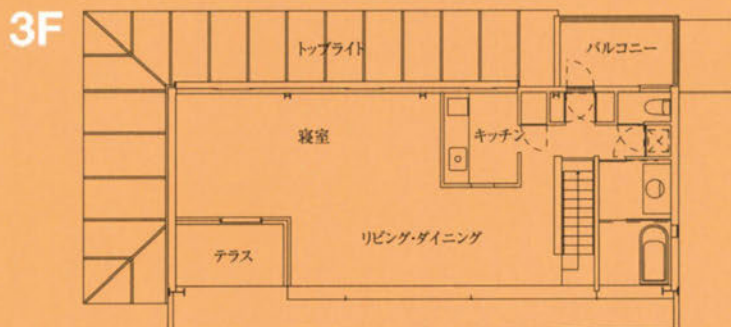 3F
トップライト
バルコニー
寝室
キッチン
リビング・ダイニング
テラス